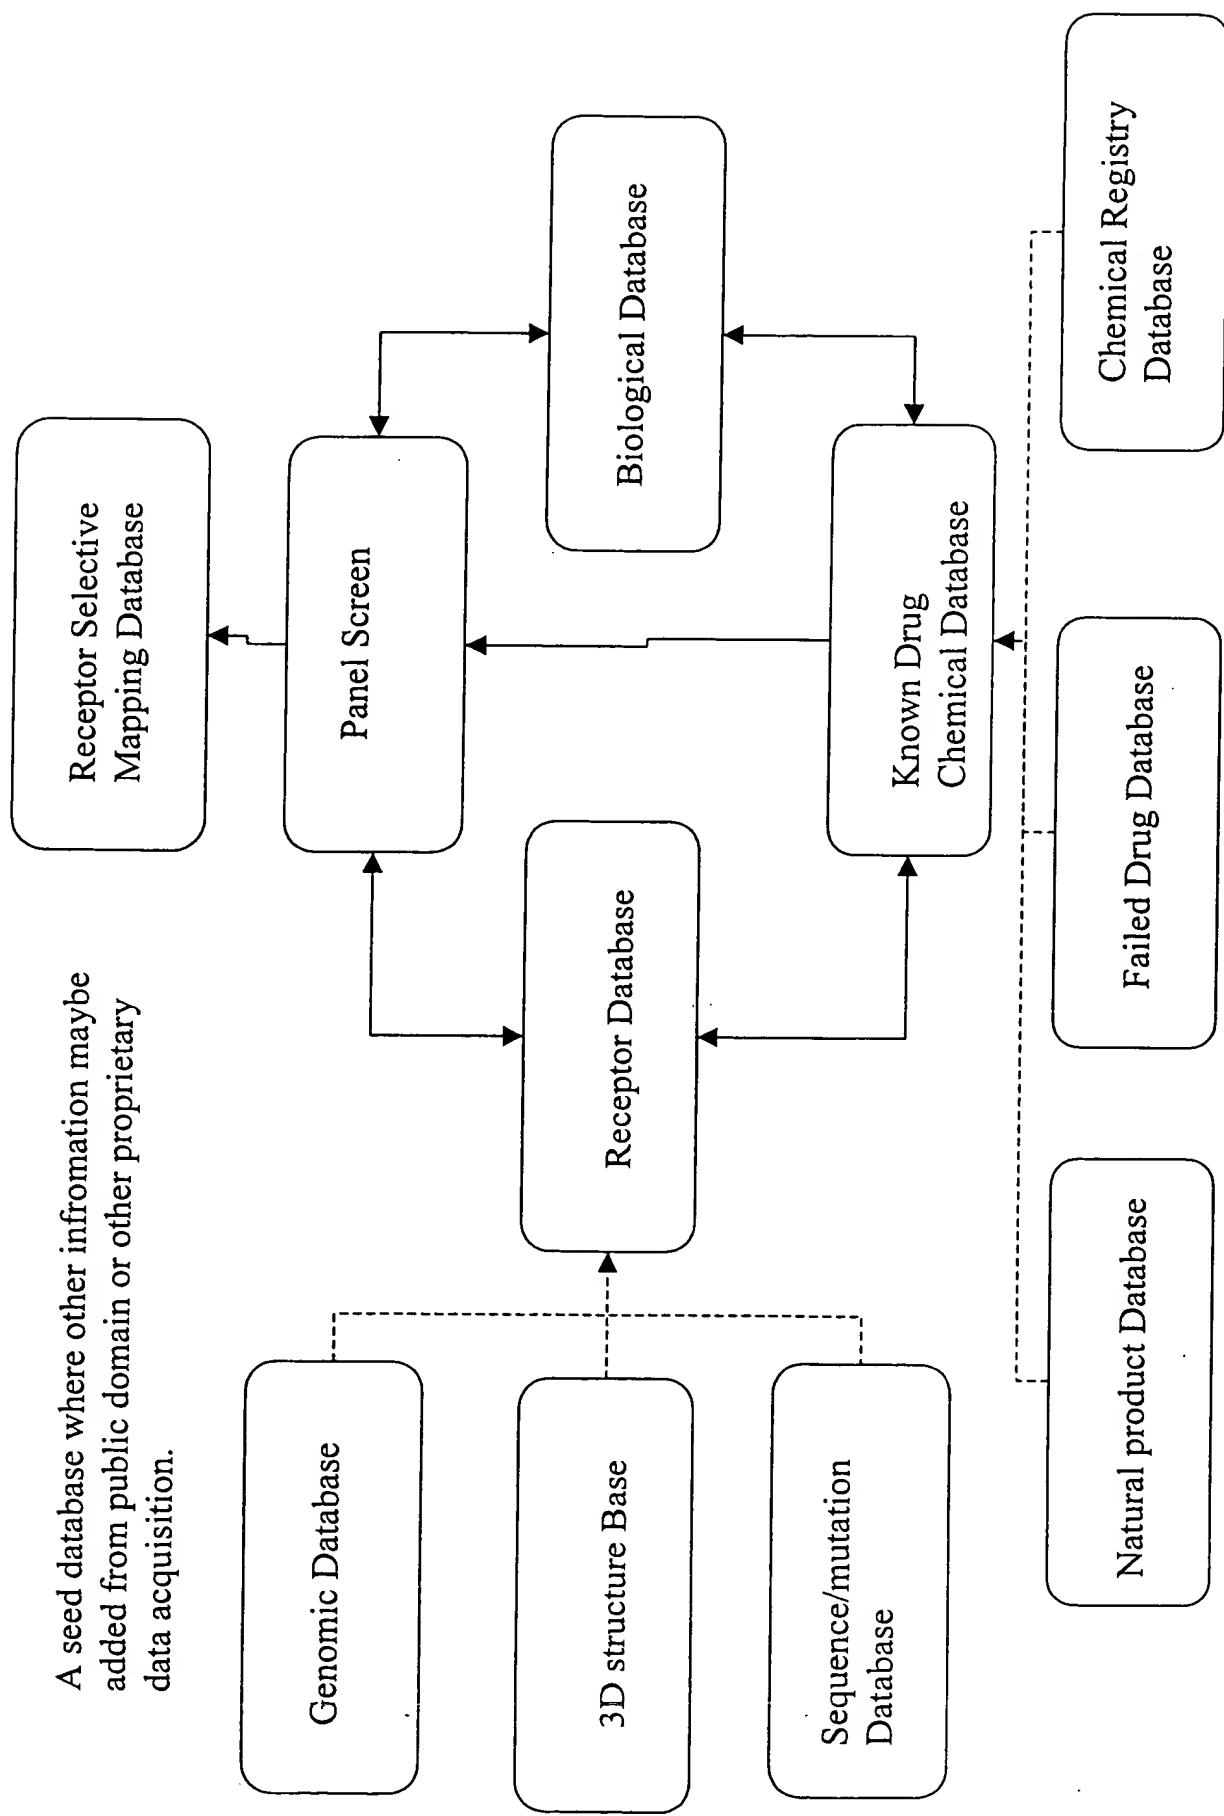 A seed database where other infromation maybe
added from public domain or other proprietary
data acquisition.
Receptor Selective
Mapping Database
Genomic Database
Panel Screen
3D structure Base
Receptor Database
Biological Database
Sequence/mutation
Database
Known Drug
Chemical Database
Natural product Database
Failed Drug Database
Chemical Registry
Database